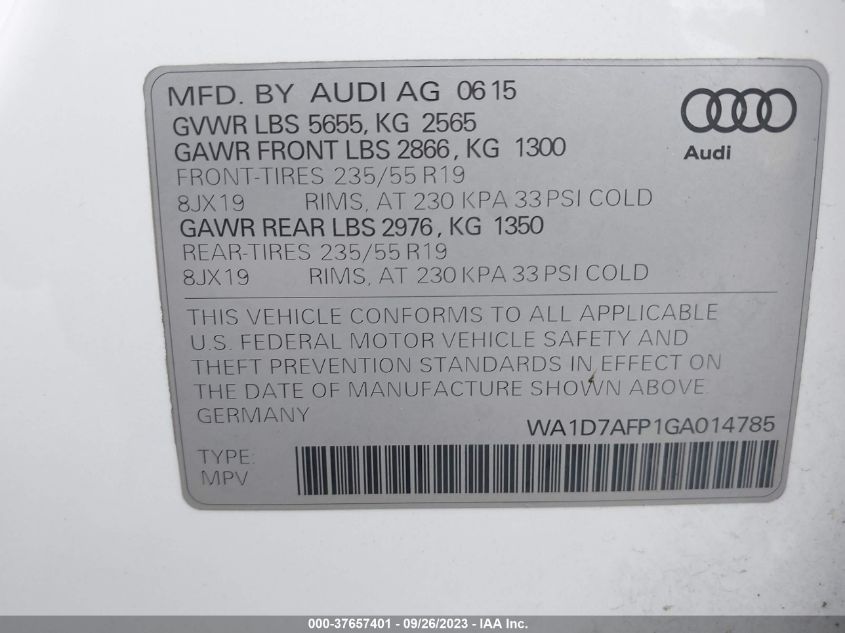 MFD. BY AUDI AG 0615
GVWR LBS 5655, KG 2565
GAWR FRONT LBS 2866, KG 1300
FRONT-TIRES 235/55 R19
8JX19 RIMS, AT 230 KPA 33 PSI COLD
GAWR REAR LBS 2976, KG 1350
REAR-TIRES 235/55 R19
8JX19 RIMS, AT 230 KPA 33 PSI COLD
Audi
THIS VEHICLE CONFORMS TO ALL APPLICABLE
U.S. FEDERAL MOTOR VEHICLE SAFETY AND
THEFT PREVENTION STANDARDS IN EFFECT ON
THE DATE OF MANUFACTURE SHOWN ABOVE.
GERMANY
WA1D7AFP1GA014785
TYPE:
MPV
000-37657401 - 09/26/2023 - IAA Inc.